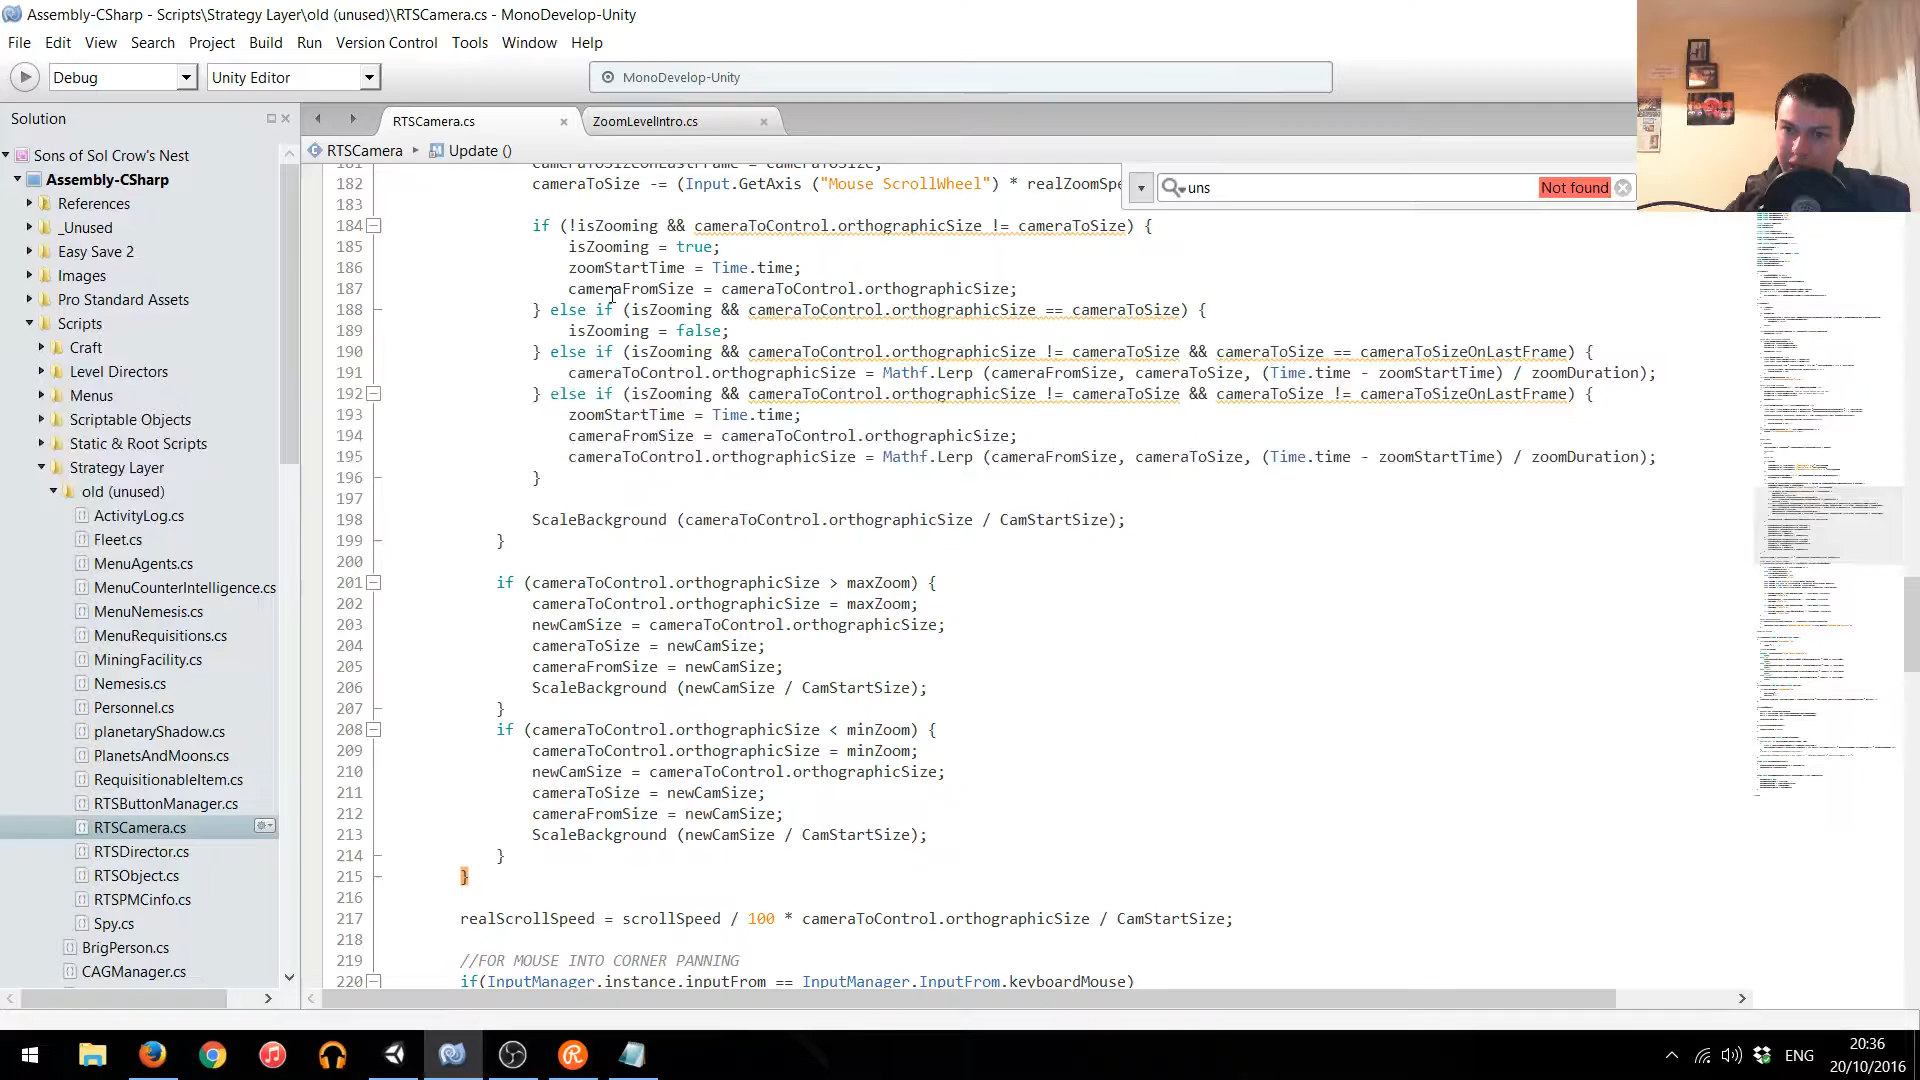 Assembly-CSharp - Scripts\Strategy Layer\old (unused)\RTSCamera.cs - MonoDevelop-Unity
File Edit View Search Project Build Run Version Control Tools Window Help
Debug Unity Editor MonoDevelop-Unity
Solution
Sons of Sol Crow's Nest
Assembly-CSharp
References
_Unused
Easy Save 2
Images
Pro Standard Assets
Scripts
Craft
Level Directors
Menus
Scriptable Objects
Static & Root Scripts
Strategy Layer
old (unused)
ActivityLog.cs
Fleet.cs
MenuAgents.cs
MenuCounterIntelligence.cs
MenuNemesis.cs
MenuRequisitions.cs
MiningFacility.cs
Nemesis.cs
Personnel.cs
planetaryShadow.cs
PlanetsAndMoons.cs
RequisitionableItem.cs
RTSButtonManager.cs
RTSCamera.cs
RTSDirector.cs
RTSObject.cs
RTSPMCinfo.cs
Spy.cs
BrigPerson.cs
CAGManager.cs
RTSCamera.cs ZoomLevelIntro.cs
RTSCamera Update ()
uns Not found
181 cameraToSizeOnLastFrame = cameraToSize;
182 cameraToSize -= (Input.GetAxis ("Mouse ScrollWheel") * realZoomSpe
183
184 if (!isZooming && cameraToControl.orthographicSize != cameraToSize) {
185 isZooming = true;
186 zoomStartTime = Time.time;
187 cameraFromSize = cameraToControl.orthographicSize;
188 } else if (isZooming && cameraToControl.orthographicSize == cameraToSize) {
189 isZooming = false;
190 } else if (isZooming && cameraToControl.orthographicSize != cameraToSize && cameraToSize == cameraToSizeOnLastFrame) {
191 cameraToControl.orthographicSize = Mathf.Lerp (cameraFromSize, cameraToSize, (Time.time - zoomStartTime) / zoomDuration);
192 } else if (isZooming && cameraToControl.orthographicSize != cameraToSize && cameraToSize != cameraToSizeOnLastFrame) {
193 zoomStartTime = Time.time;
194 cameraFromSize = cameraToControl.orthographicSize;
195 cameraToControl.orthographicSize = Mathf.Lerp (cameraFromSize, cameraToSize, (Time.time - zoomStartTime) / zoomDuration);
196 }
197
198 ScaleBackground (cameraToControl.orthographicSize / CamStartSize);
199 }
200
201 if (cameraToControl.orthographicSize > maxZoom) {
202 cameraToControl.orthographicSize = maxZoom;
203 newCamSize = cameraToControl.orthographicSize;
204 cameraToSize = newCamSize;
205 cameraFromSize = newCamSize;
206 ScaleBackground (newCamSize / CamStartSize);
207 }
208 if (cameraToControl.orthographicSize < minZoom) {
209 cameraToControl.orthographicSize = minZoom;
210 newCamSize = cameraToControl.orthographicSize;
211 cameraToSize = newCamSize;
212 cameraFromSize = newCamSize;
213 ScaleBackground (newCamSize / CamStartSize);
214 }
215 }
216
217 realScrollSpeed = scrollSpeed / 100 * cameraToControl.orthographicSize / CamStartSize;
218
219 //FOR MOUSE INTO CORNER PANNING
220 if(InputManager.instance.inputFrom == InputManager.InputFrom.keyboardMouse)
ENG
20:36
20/10/2016